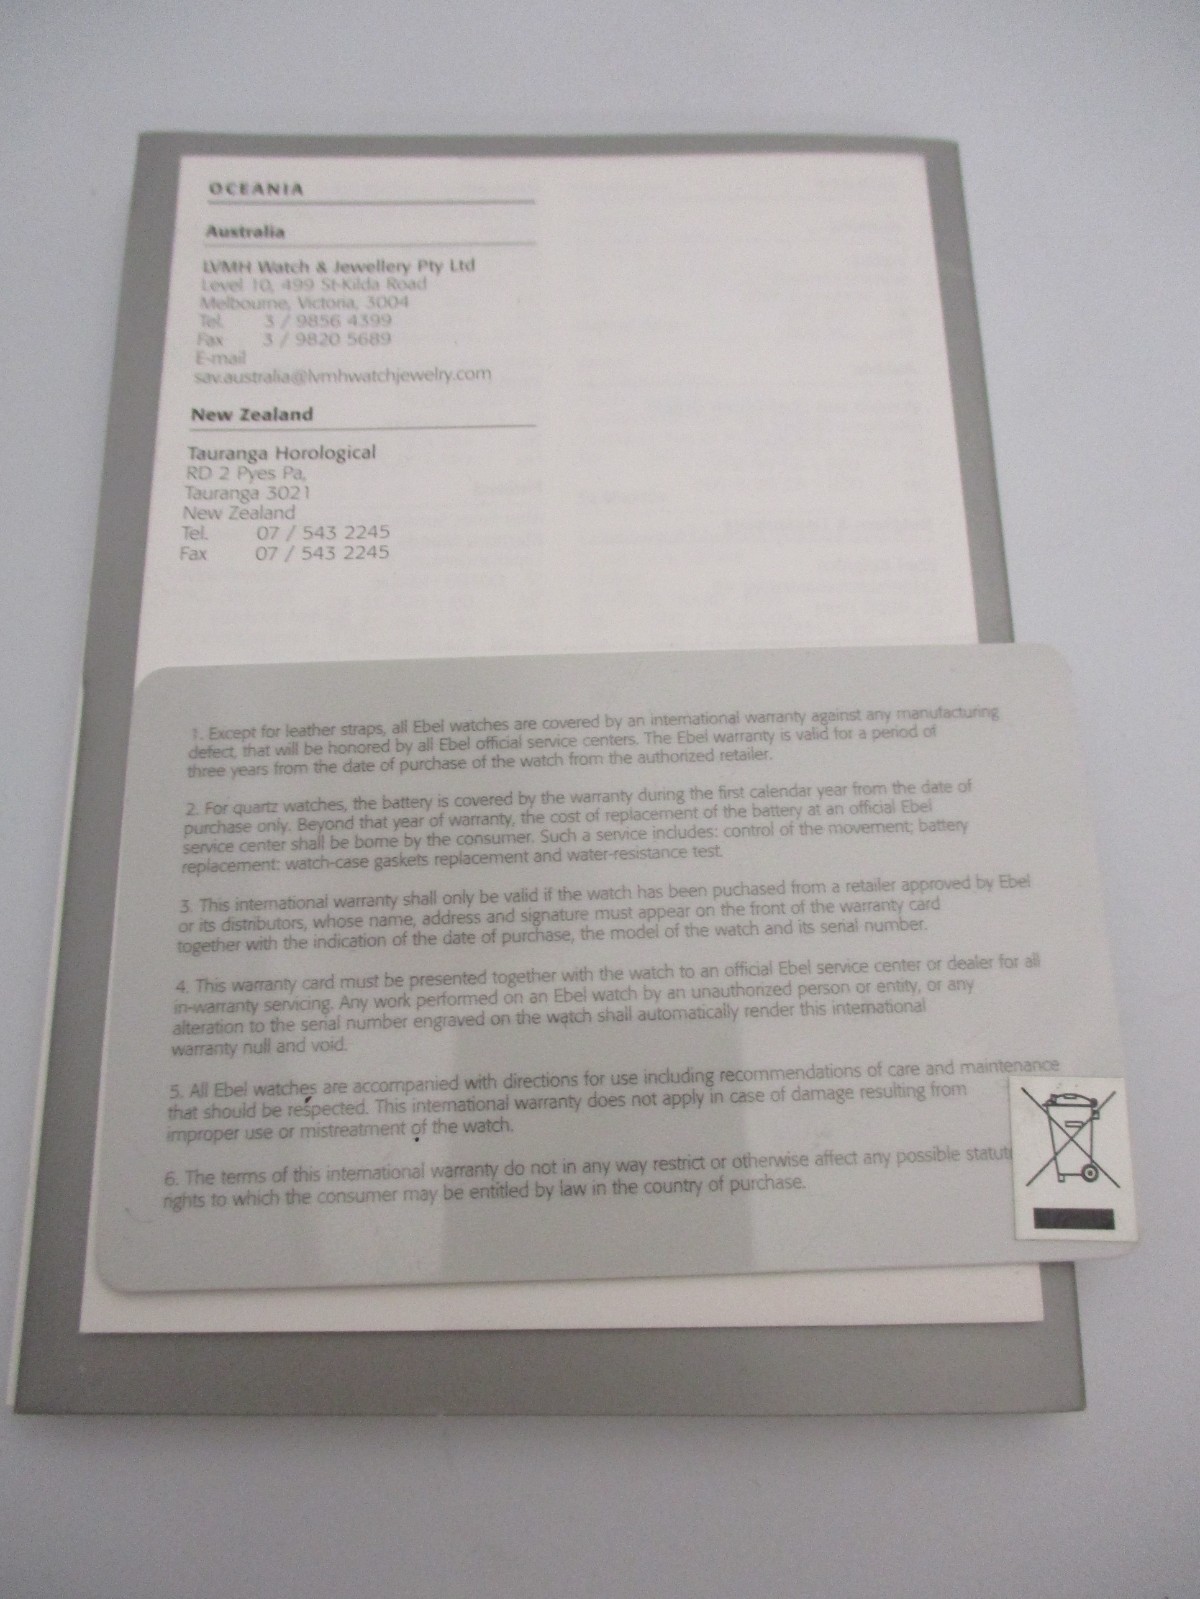 OCEANIA
Australia
LVMH Watch & Jewellery Pty Ltd
Level 10, 499 St-Kilda Road
Melbourne, Victoria, 3004
Tel. 3 / 9856 4399
Fax 3 / 9820 5689
E-mail
sav.australia@lvmhwatchjewelry.com
New Zealand
Tauranga Horological
RD 2 Pyes Pa,
Tauranga 3021
New Zealand
Tel. 07 / 543 2245
Fax 07 / 543 2245
1. Except for leather straps, all Ebel watches are covered by an international warranty against any manufacturing
defect, that will be honored by all Ebel official service centers. The Ebel warranty is valid for a period of
three years from the date of purchase of the watch from the authorized retailer.
2. For quartz watches, the battery is covered by the warranty during the first calendar year from the date of
purchase only. Beyond that year of warranty, the cost of replacement of the battery at an official Ebel
service center shall be borne by the consumer. Such a service includes: control of the movement; battery
replacement: watch-case gaskets replacement and water-resistance test.
3. This international warranty shall only be valid if the watch has been puchased from a retailer approved by Ebel
or its distributors, whose name, address and signature must appear on the front of the warranty card
together with the indication of the date of purchase, the model of the watch and its serial number.
4. This warranty card must be presented together with the watch to an official Ebel service center or dealer for all
in-warranty servicing. Any work performed on an Ebel watch by an unauthorized person or entity, or any
alteration to the serial number engraved on the watch shall automatically render this international
warranty null and void.
5. All Ebel watches are accompanied with directions for use including recommendations of care and maintenance
that should be respected. This international warranty does not apply in case of damage resulting from
improper use or mistreatment of the watch.
6. The terms of this international warranty do not in any way restrict or otherwise affect any possible statut
rights to which the consumer may be entitled by law in the country of purchase.